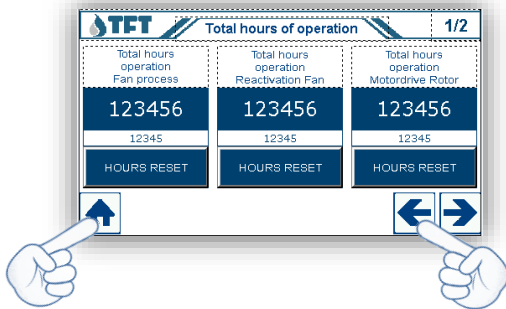 TFT
Total hours of operation
1/2
Total hours
operation
Fan process
Total hours
operation
Reactivation Fan
Total hours
operation
Motordrive Rotor
123456
123456
123456
12345
12345
12345
HOURS RESET
HOURS RESET
HOURS RESET